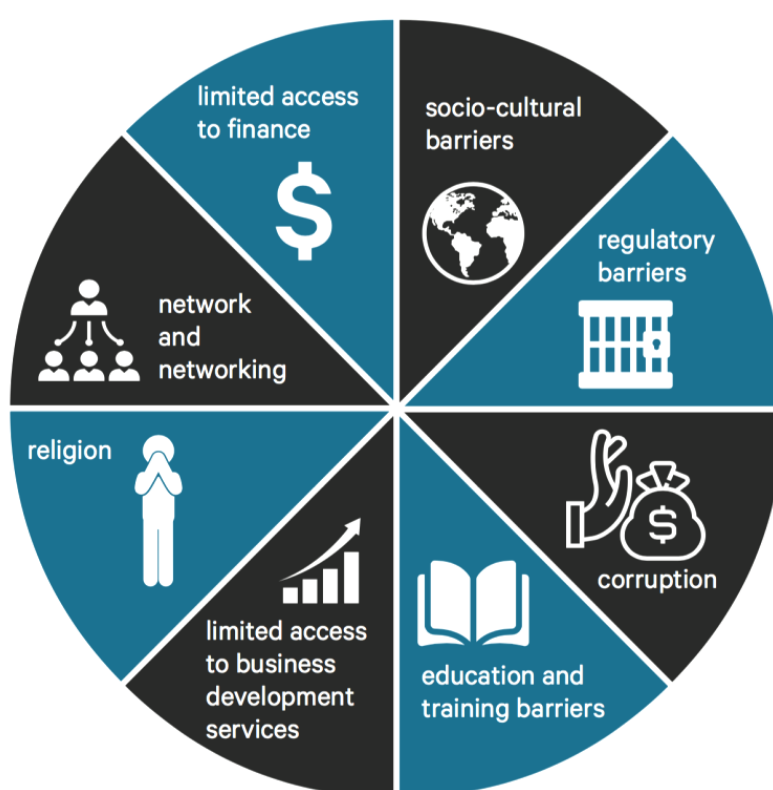 limited access
to finance
$
socio-cultural
barriers
regulatory
barriers
network
and
networking
religion
$
corruption
limited access
to business
development
services
education and
training barriers